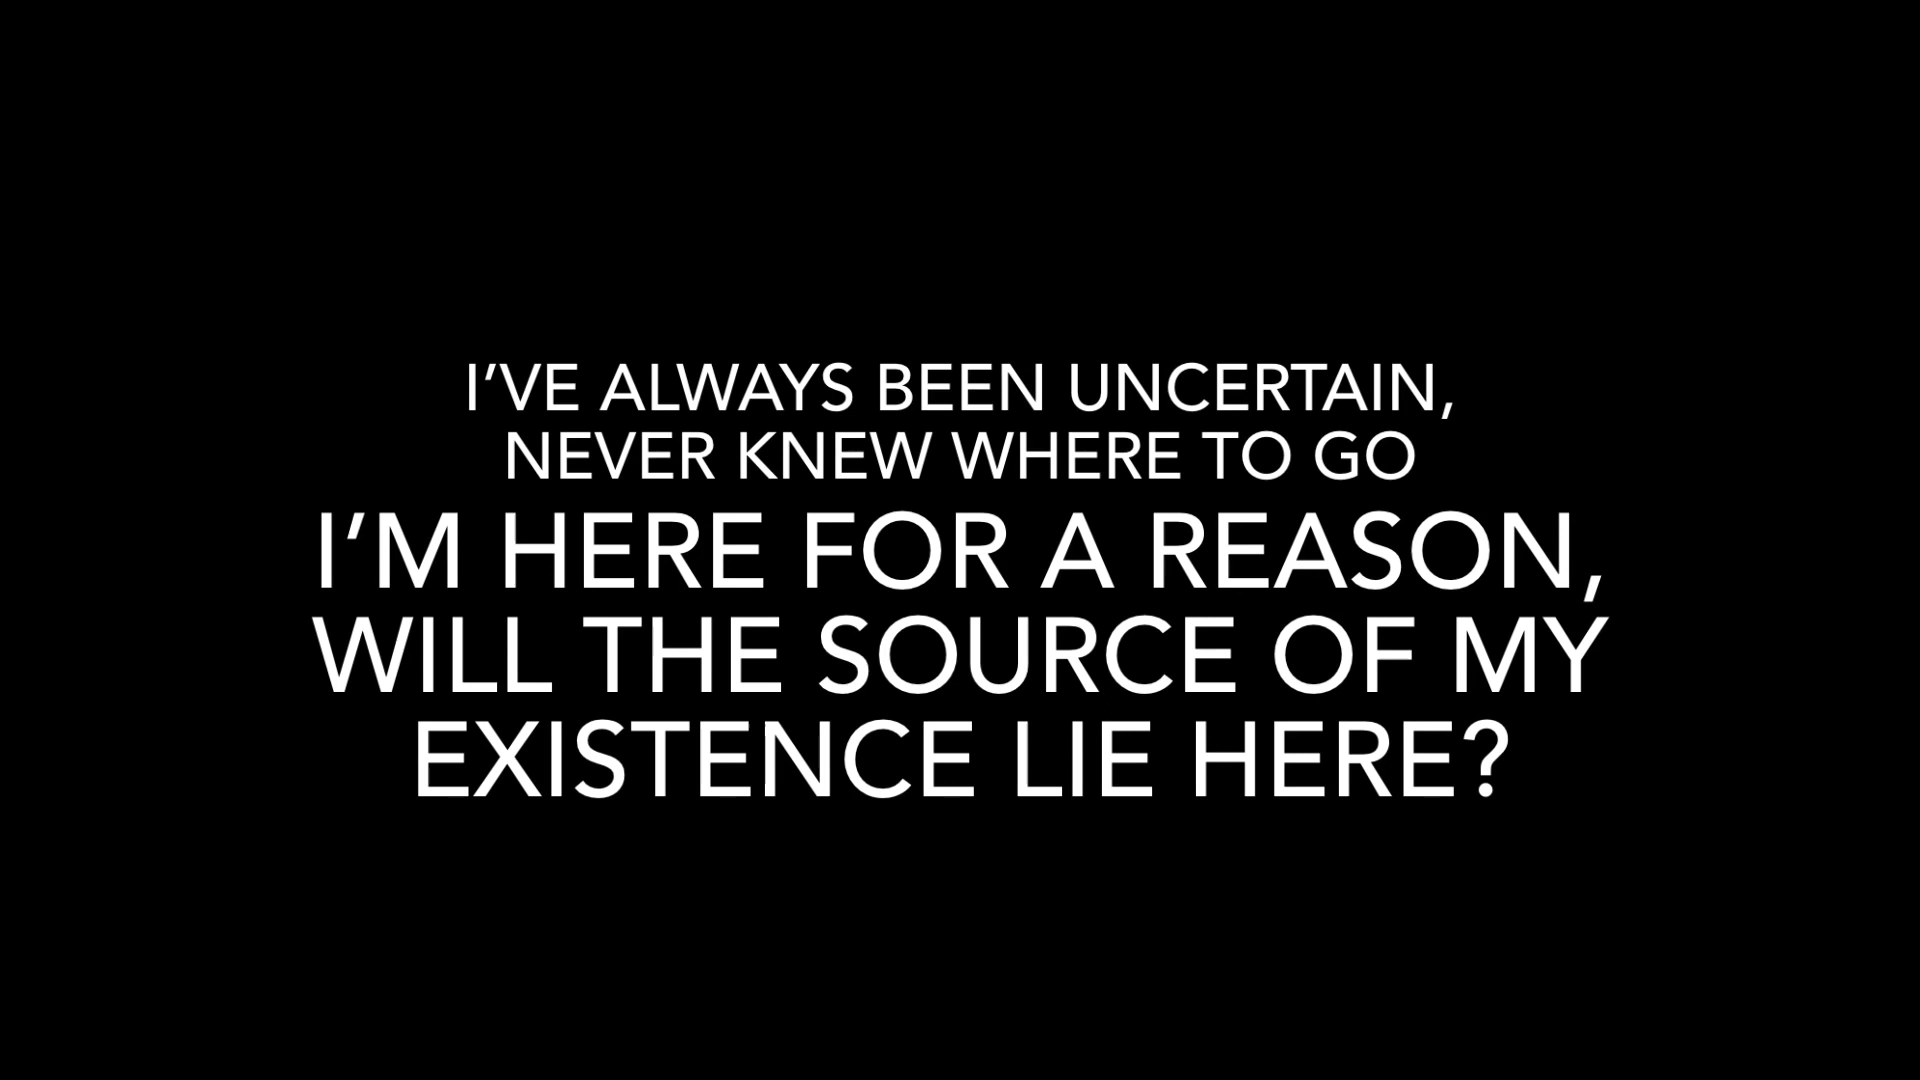 I’VE ALWAYS BEEN UNCERTAIN,
NEVER KNEW WHERE TO GO
I’M HERE FOR A REASON,
WILL THE SOURCE OF MY
EXISTENCE LIE HERE?